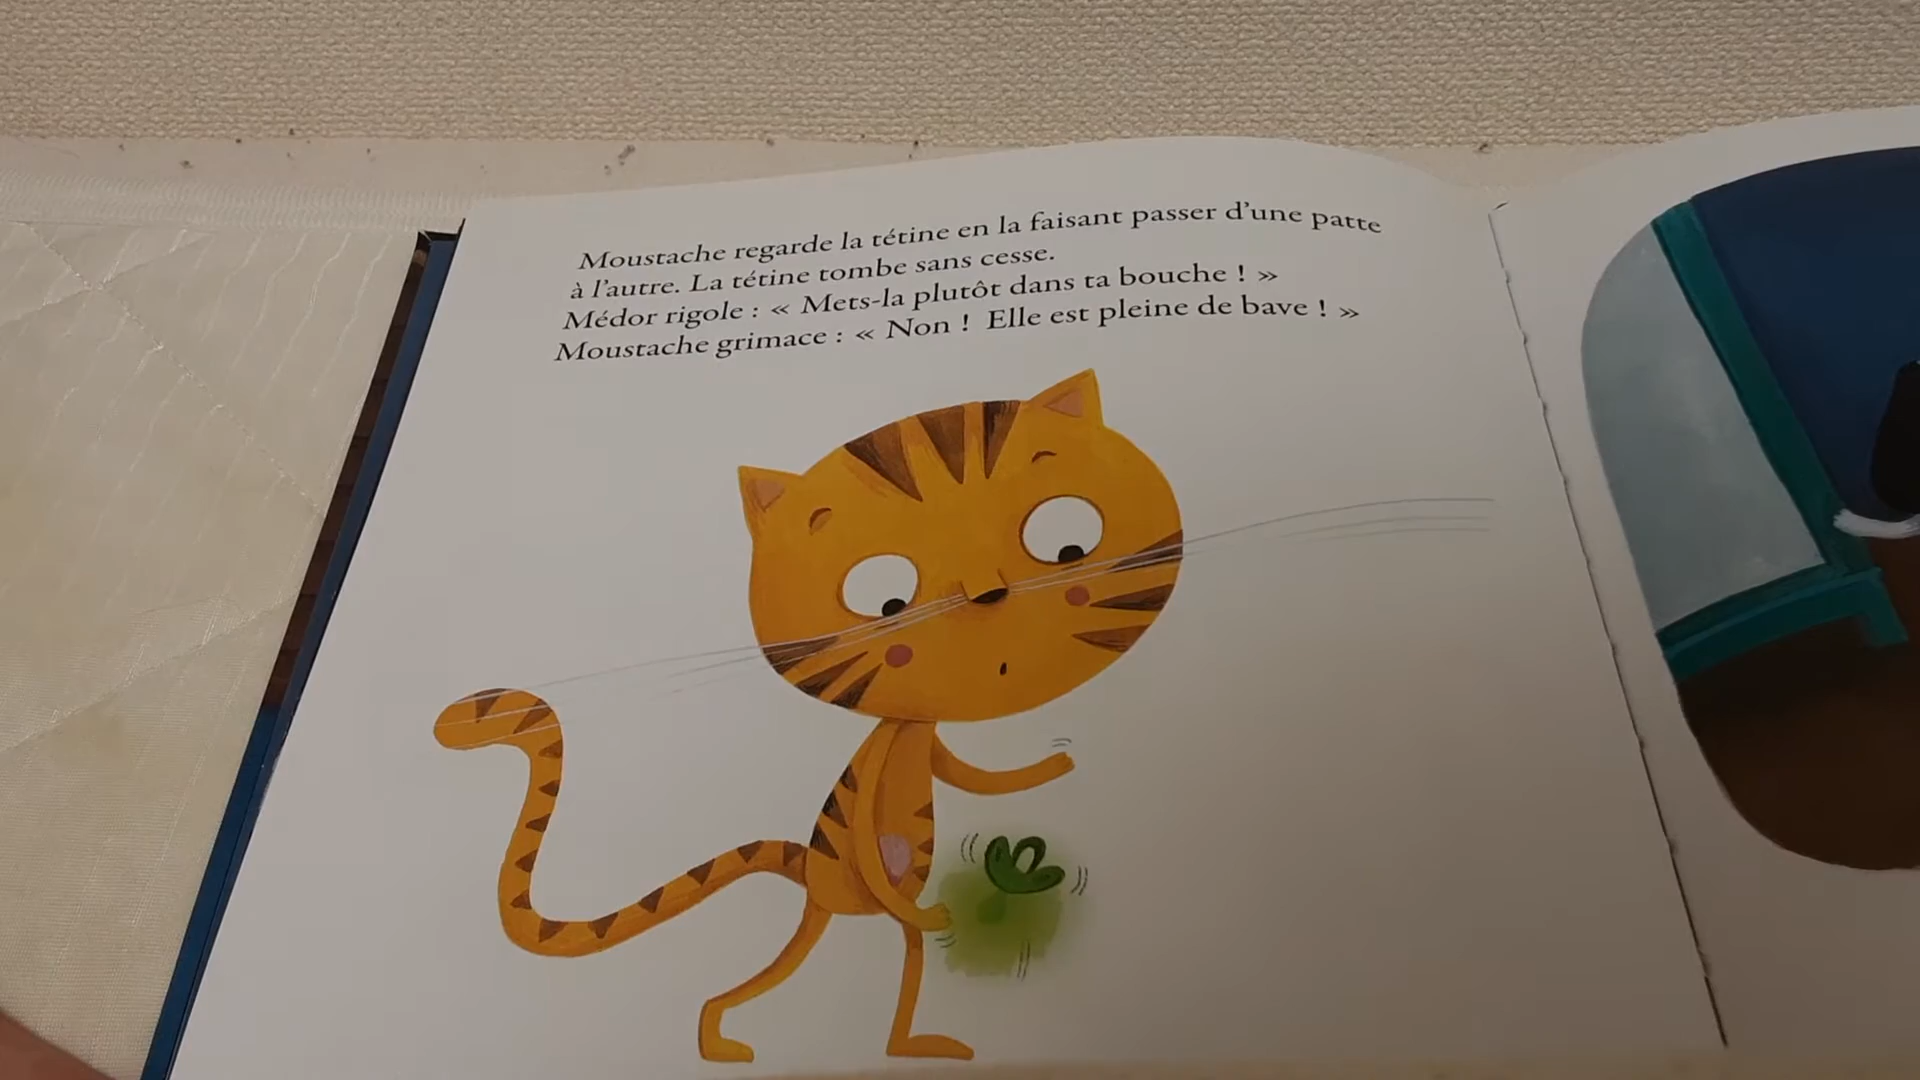 Moustache regarde la tétine en la faisant passer d’une patte
à l’autre. La tétine tombe sans cesse.
Médor rigole : « Mets-la plutôt dans ta bouche ! »
Moustache grimace : « Non ! Elle est pleine de bave ! »